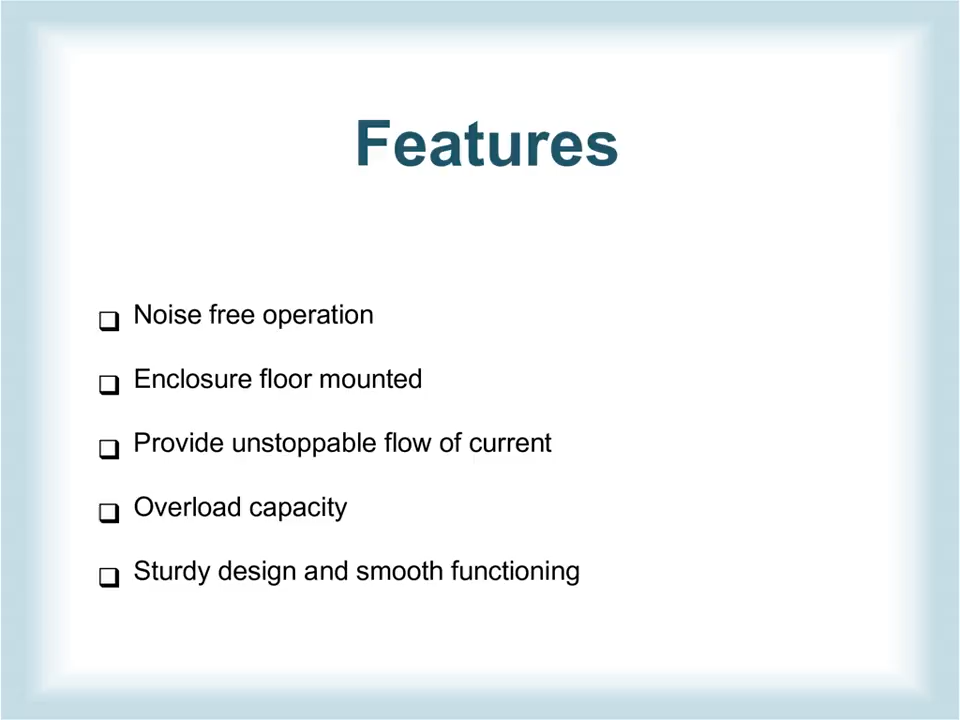 Features
Noise free operation
Enclosure floor mounted
Provide unstoppable flow of current
Overload capacity
Sturdy design and smooth functioning